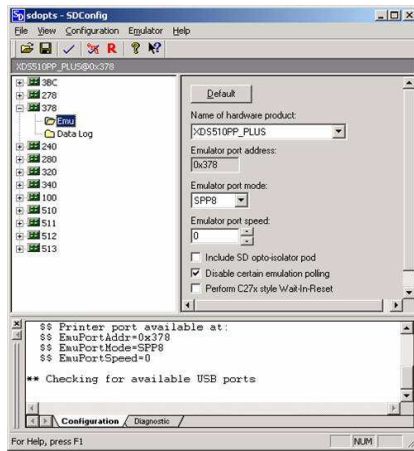 sdopts - SDConfig
File View Configuration Emulator Help
XDS510PP_PLUS@0x378
3BC
278
378
Emu
Data Log
240
280
320
340
100
510
511
512
513
Default
Name of hardware product:
XDS510PP_PLUS
Emulator port address:
0x378
Emulator port mode:
SPP8
Emulator port speed:
0
Include SD opto-isolator pod
Disable certain emulation polling
Perform C27x style Wait-In-Reset
$$ Printer port available at:
$$ EmuPortAddr=0x378
$$ EmuPortMode=SPP8
$$ EmuPortSpeed=0
** Checking for available USB ports
Configuration Diagnostic
For Help, press F1 NUM